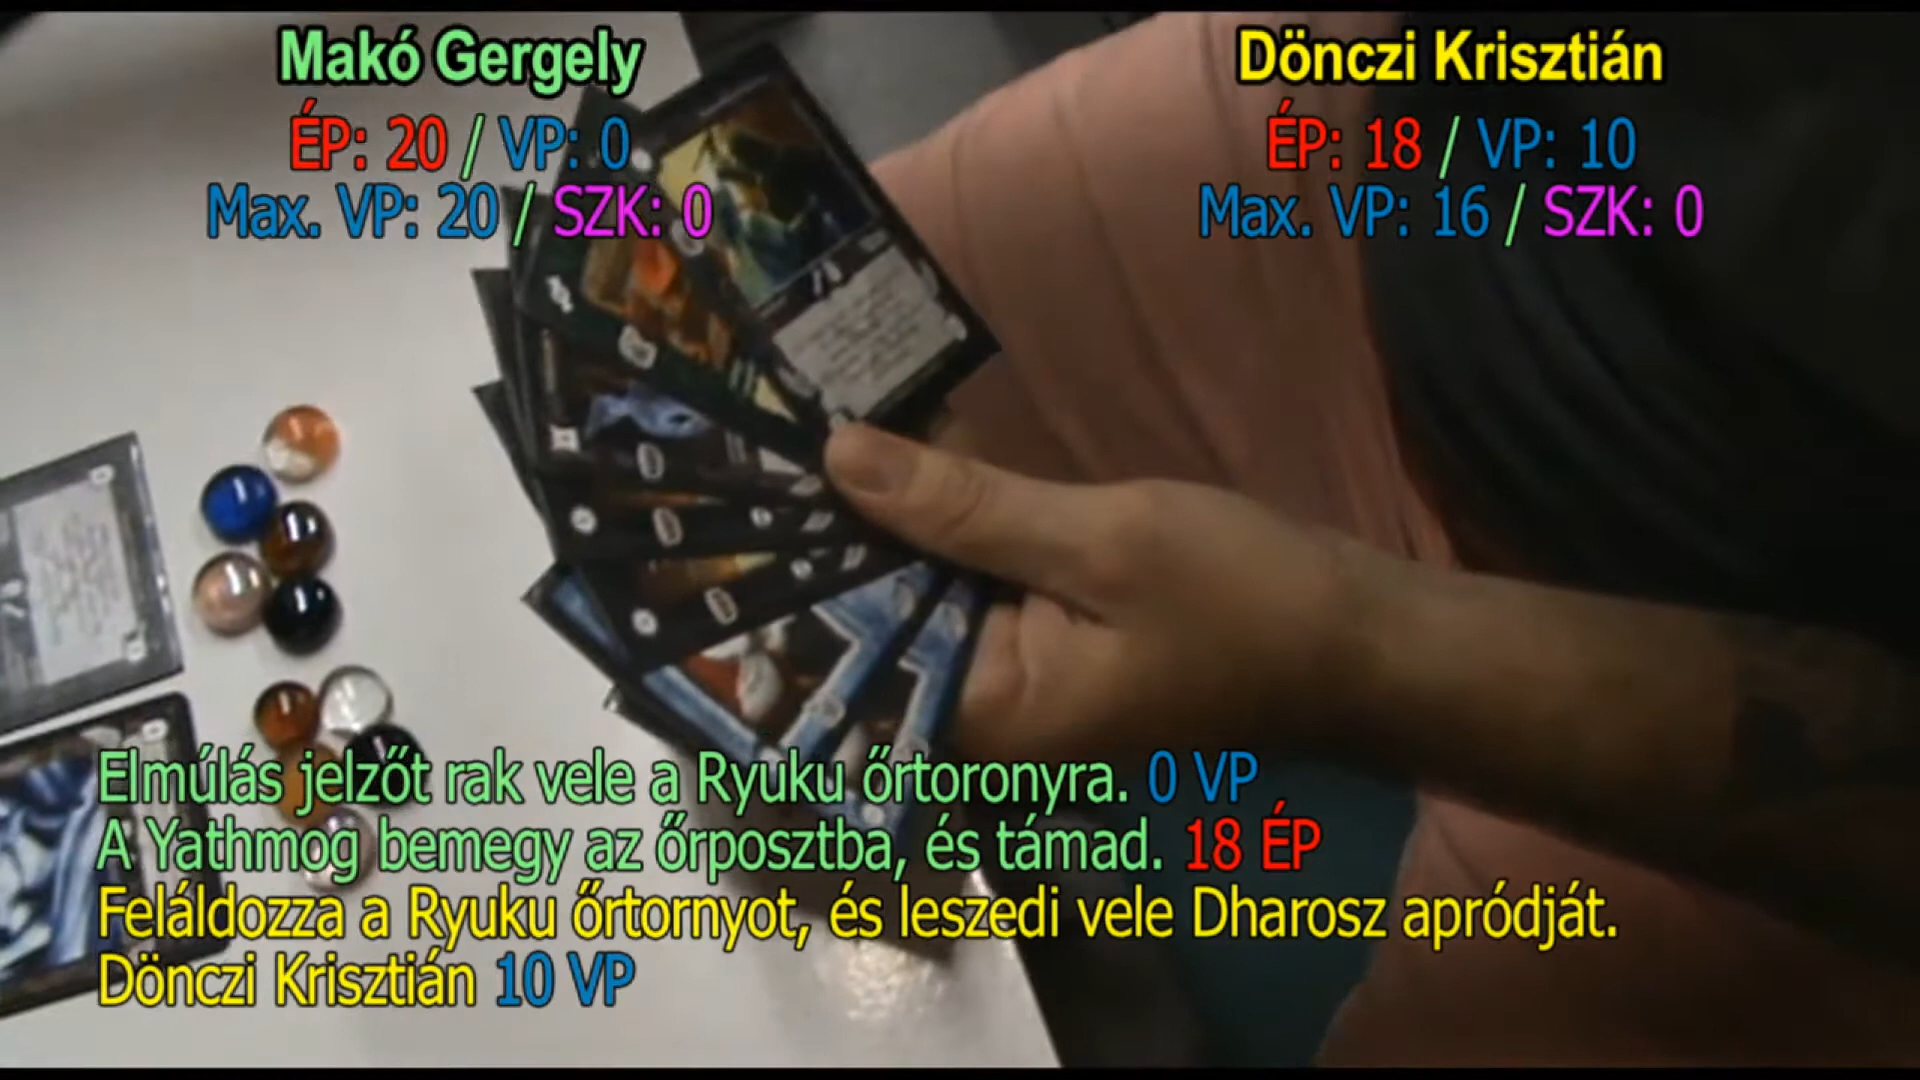 Makó Gergely
ÉP: 20 / VP: 0
Max. VP: 20 / SZK: 0
Dönczi Krisztián
ÉP: 18 / VP: 10
Max. VP: 16 / SZK: 0
Elmúlás jelzőt rak vele a Ryuku őrtoronyra. 0 VP
A Yathmog bemegy az őrposztba, és támad. 18 ÉP
Feláldozza a Ryuku őrtornyot, és leszedi vele Dharosz apródját.
Dönczi Krisztián 10 VP